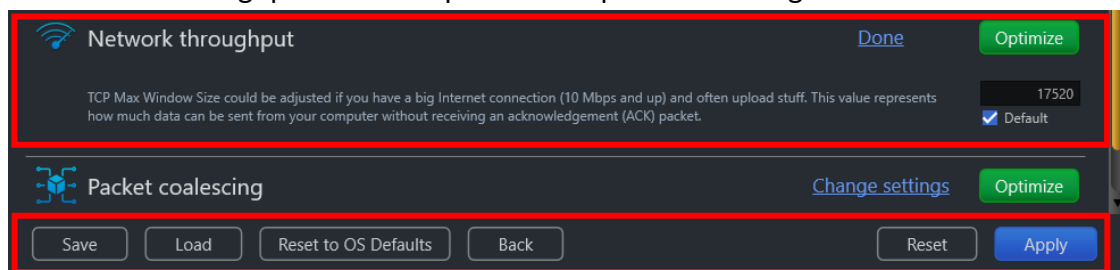 Network throughput
Done
Optimize
TCP Max Window Size could be adjusted if you have a big Internet connection (10 Mbps and up) and often upload stuff. This value represents
how much data can be sent from your computer without receiving an acknowledgement (ACK) packet.
17520
Default
Packet coalescing
Change settings
Optimize
Save
Load
Reset to OS Defaults
Back
Reset
Apply